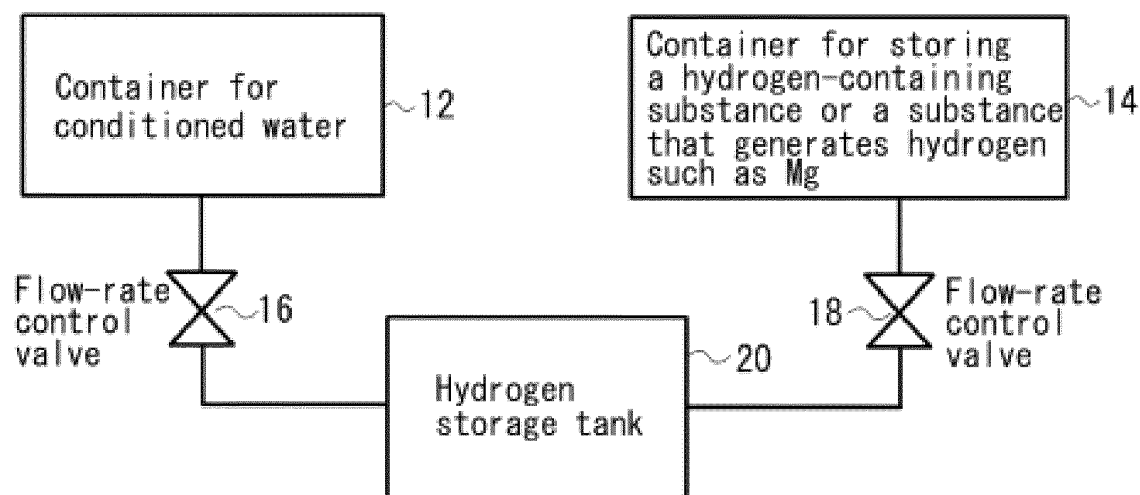 Container for
conditioned water
12
Container for storing
a hydrogen-containing
substance or a substance
that generates hydrogen
such as Mg
14
Flow-rate
control
valve
16
18
Flow-rate
control
valve
20
Hydrogen
storage tank